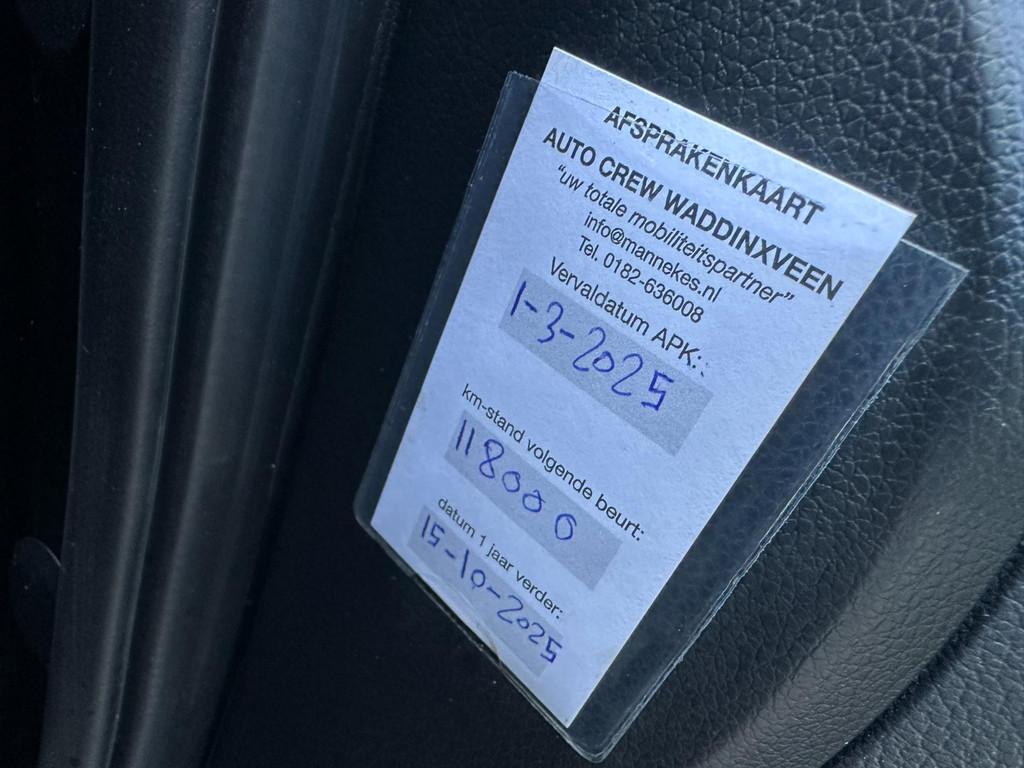 AFSPRAKENKAART
AUTO CREW WADDINXVEEN
"uw totale mobiliteitspartner"
info@mannekes.nl
Tel. 0182-636008
Vervaldatum APK.:
1-3-2025
km-stand volgende beurt:
118000
datum 1 jaar verder:
15-10-2025